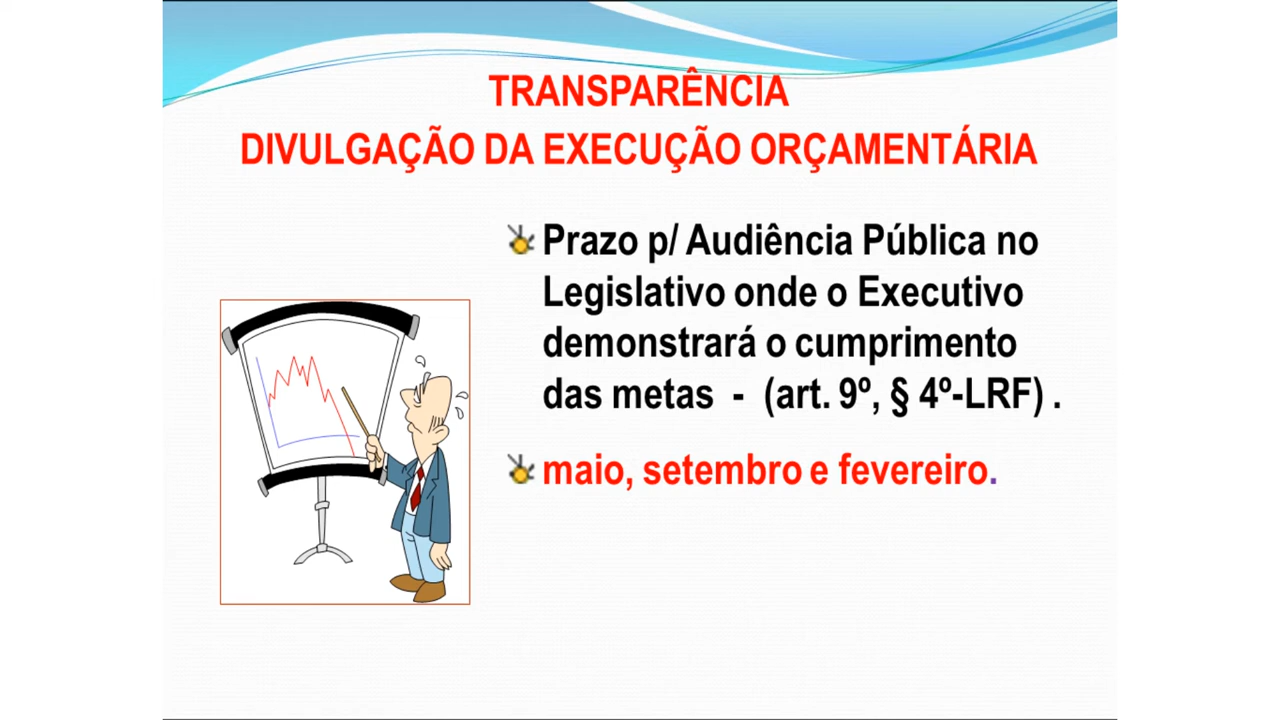 TRANSPARÊNCIA
DIVULGAÇÃO DA EXECUÇÃO ORÇAMENTÁRIA
Prazo p/ Audiência Pública no
Legislativo onde o Executivo
demonstrará o cumprimento
das metas - (art. 9º, § 4º-LRF) .
maio, setembro e fevereiro.